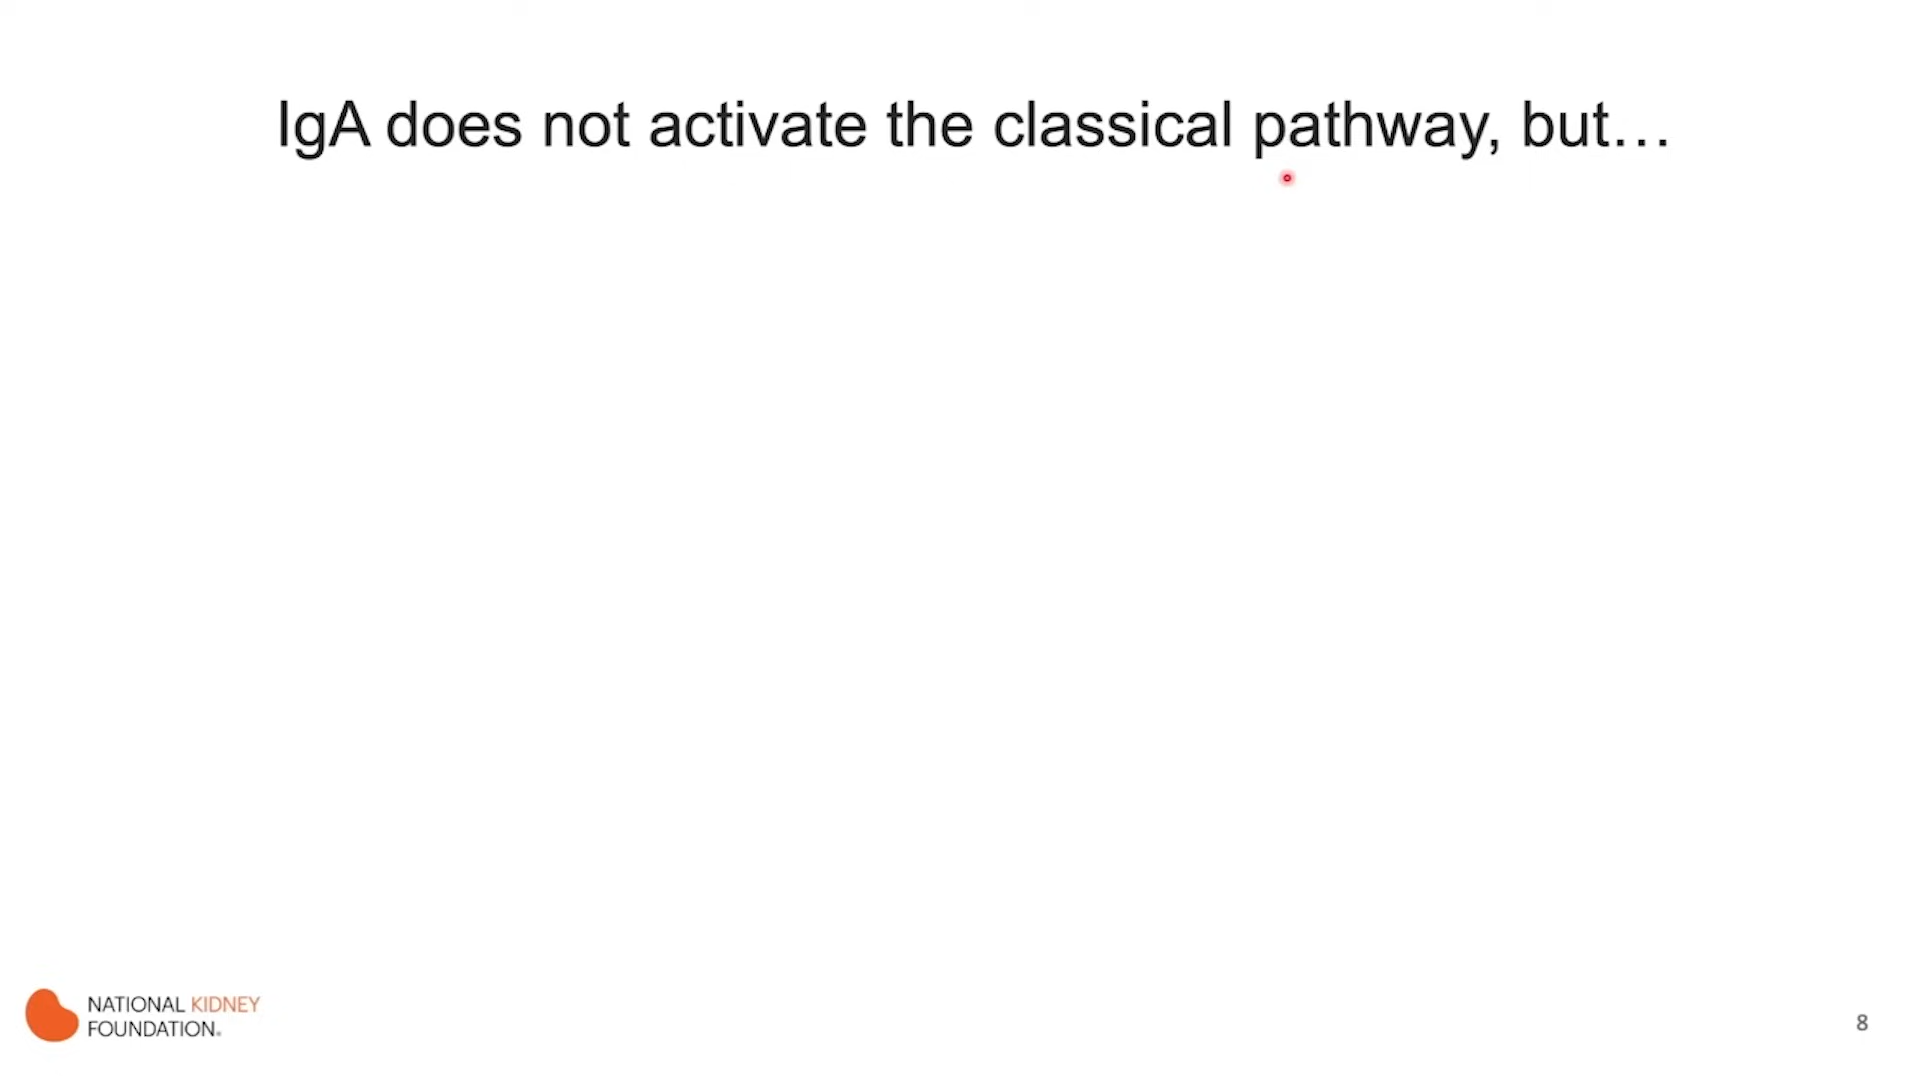 IgA does not activate the classical pathway, but…
NATIONAL KIDNEY
FOUNDATION®
8